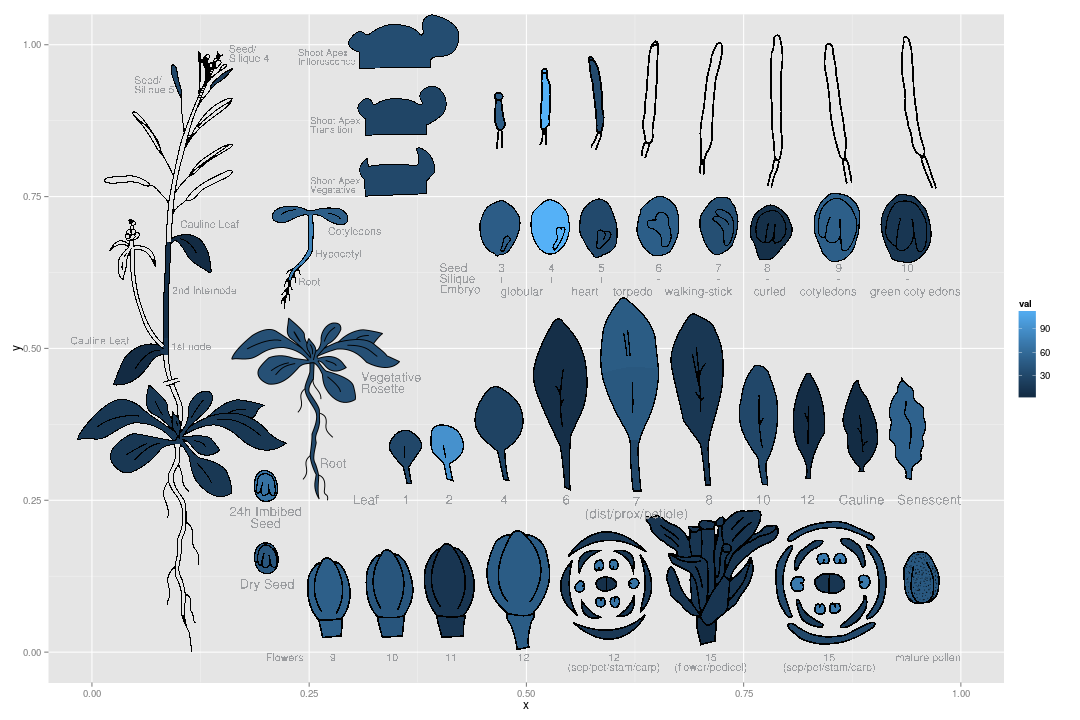 1.00
0.75
0.50
0.25
0.00
y
Seed/
Silique 4
Seed/
Silique 5
Shoot Apex
Inflorescence
Shoot Apex
Transition
Shoot Apex
Vegetative
Cauline Leaf
Cotyledons
Hypocotyl
Root
2nd Internode
Cauline Leaf
1st node
Seed
Silique
Embryo
3 4 5 6 7 8 9 10
- - - - - - - -
globular heart torpedo walking-stick curled cotyledons green cotyledons
Vegetative
Rosette
Root
Leaf 1 2 4 6 7 8 10 12 Cauline Senescent
(dist/prox/petiole)
24h Imbibed
Seed
Dry Seed
Flowers 9 10 11 12 12 15 15 mature pollen
(sep/pet/stam/carp) (flower/pedicel) (sep/pet/stam/carp)
0.00 0.25 0.50 0.75 1.00
x
val
90
60
30